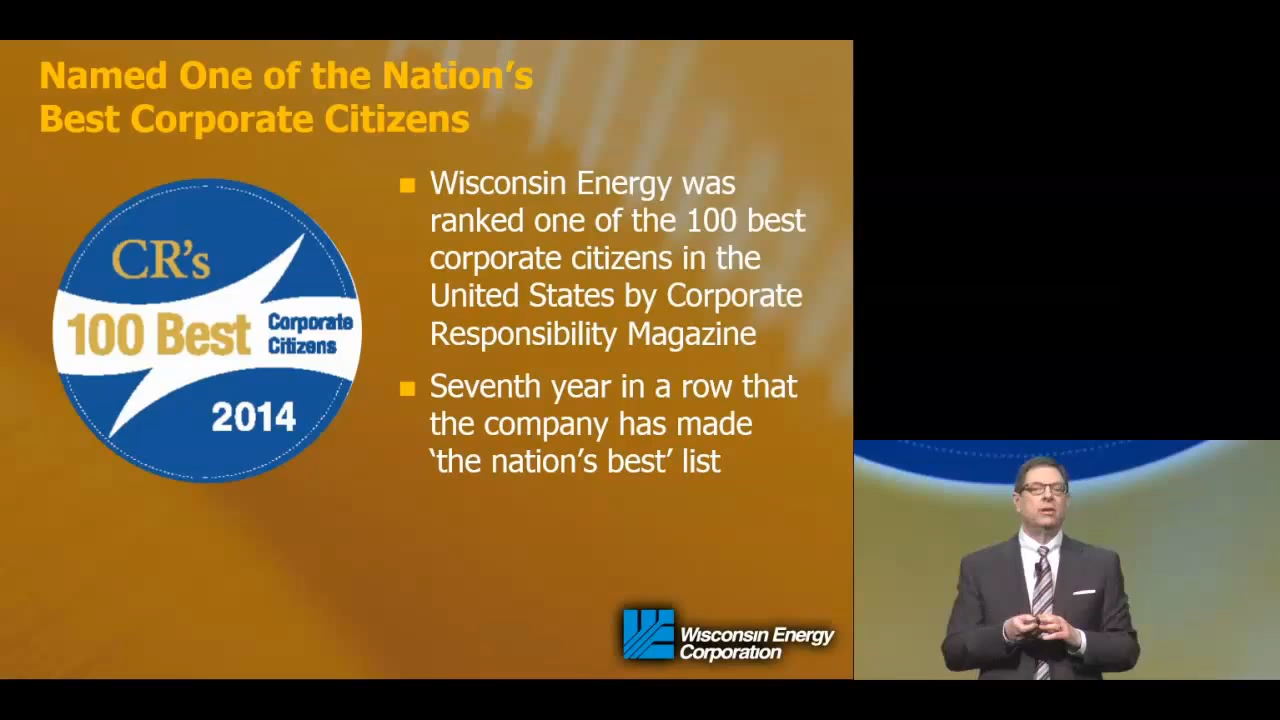 Named One of the Nation’s
Best Corporate Citizens
CR's
100 Best
Corporate
Citizens
2014
Wisconsin Energy was
ranked one of the 100 best
corporate citizens in the
United States by Corporate
Responsibility Magazine
Seventh year in a row that
the company has made
‘the nation’s best’ list
Wisconsin Energy
Corporation